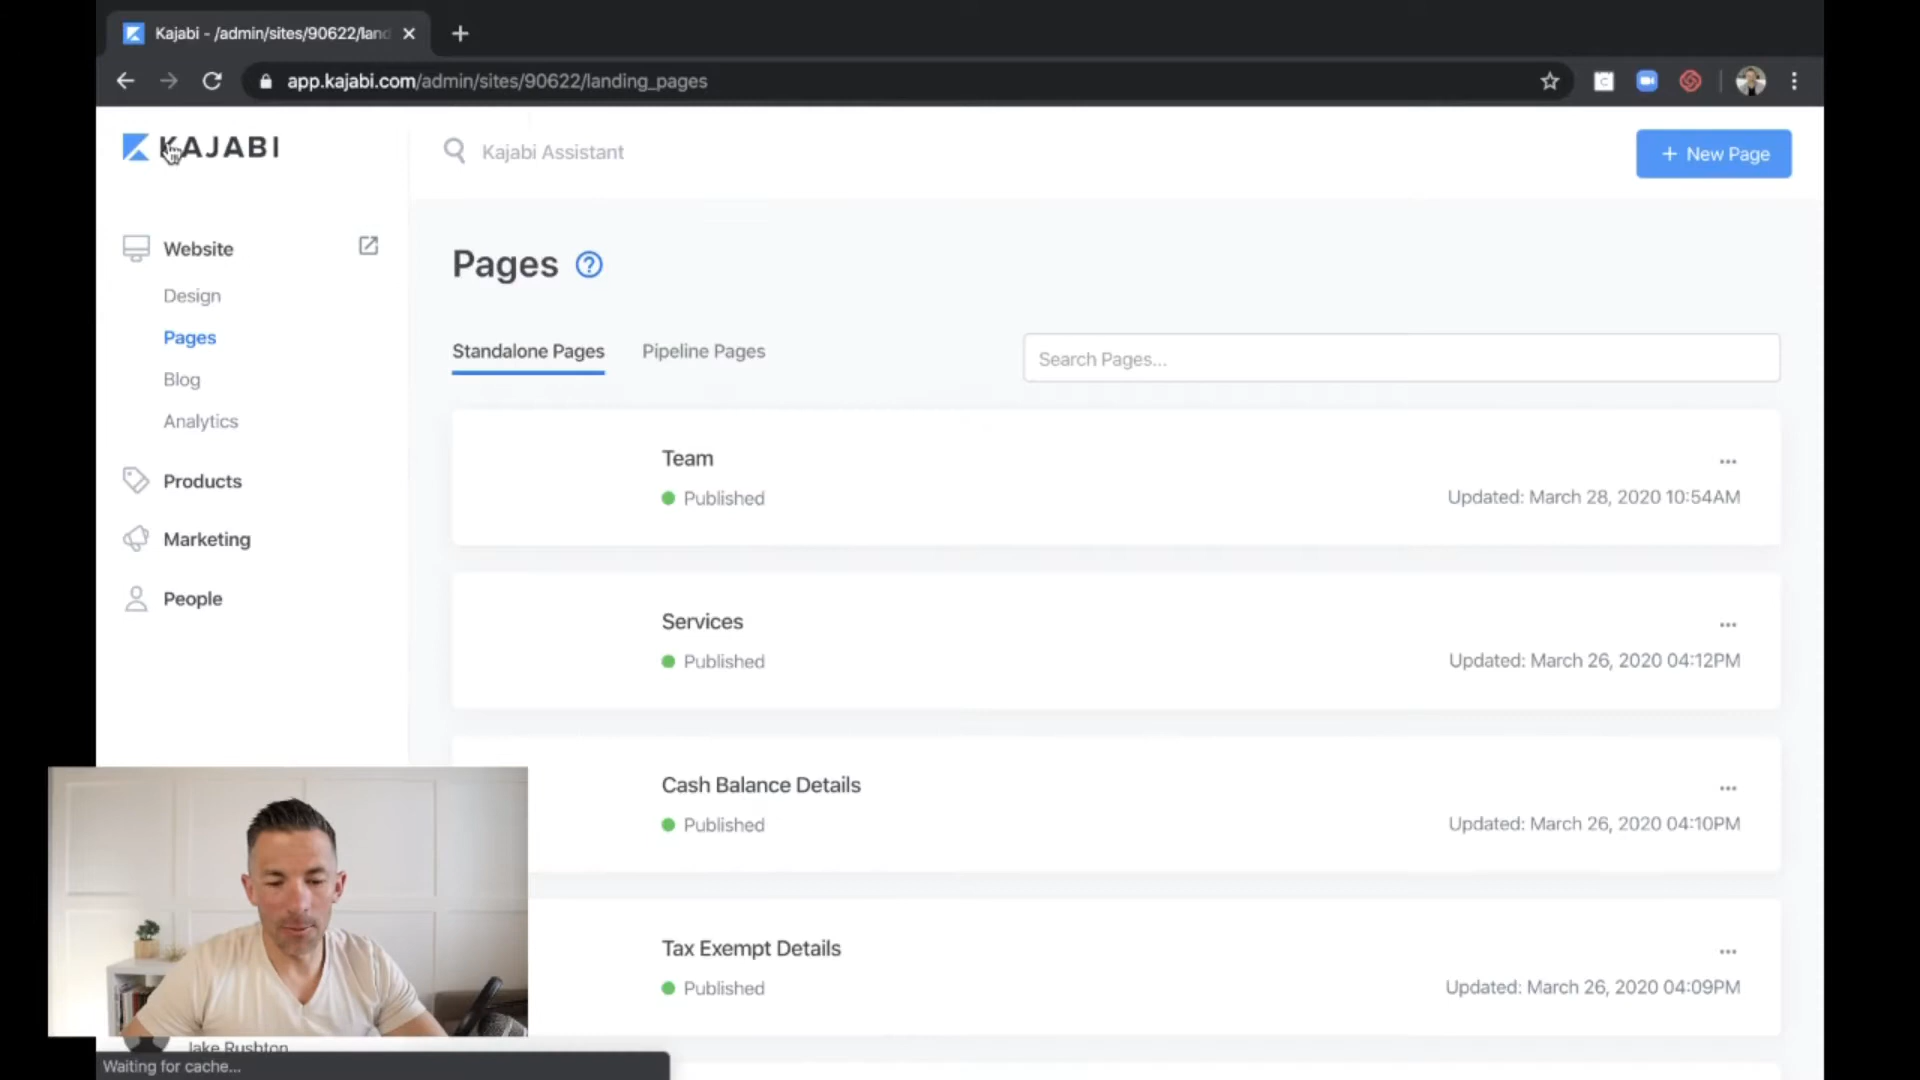 Kajabi - /admin/sites/90622/land
app.kajabi.com/admin/sites/90622/landing_pages
KAJABI
Kajabi Assistant
+ New Page
Website
Design
Pages
Blog
Analytics
Products
Marketing
People
Pages ?
Standalone Pages
Pipeline Pages
Search Pages...
Team
...
Published
Updated: March 28, 2020 10:54AM
Services
...
Published
Updated: March 26, 2020 04:12PM
Cash Balance Details
...
Published
Updated: March 26, 2020 04:10PM
Tax Exempt Details
...
Published
Updated: March 26, 2020 04:09PM
Jake Rushton
Waiting for cache...